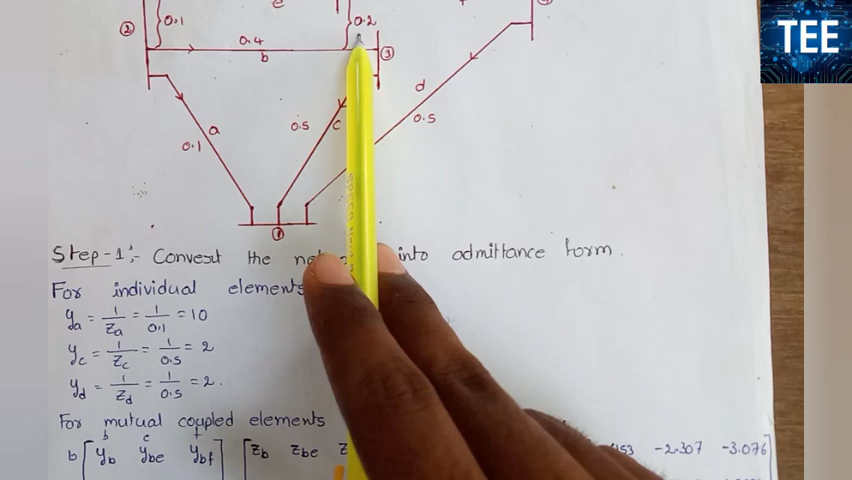 e
TEE
② 0.1 0.2
0.4 ③
b
d
a 0.5 c 0.5
0.1
①
Step-1:- Convert the into admittance form.
For individual elements
ya = 1/Za = 1/0.1 = 10
yc = 1/Zc = 1/0.5 = 2
yd = 1/Zd = 1/0.5 = 2.
For mutual coupled elements
b e f
b [ yb ybe ybf ] [ Zb Zbe Z 153 -2.307 -3.076 ]